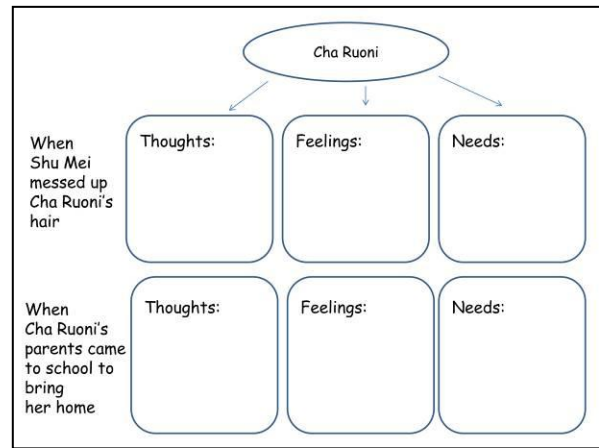 Cha Ruoni
When
Shu Mei
messed up
Cha Ruoni's
hair
Thoughts:
Feelings:
Needs:
When
Cha Ruoni's
parents came
to school to
bring
her home
Thoughts:
Feelings:
Needs: